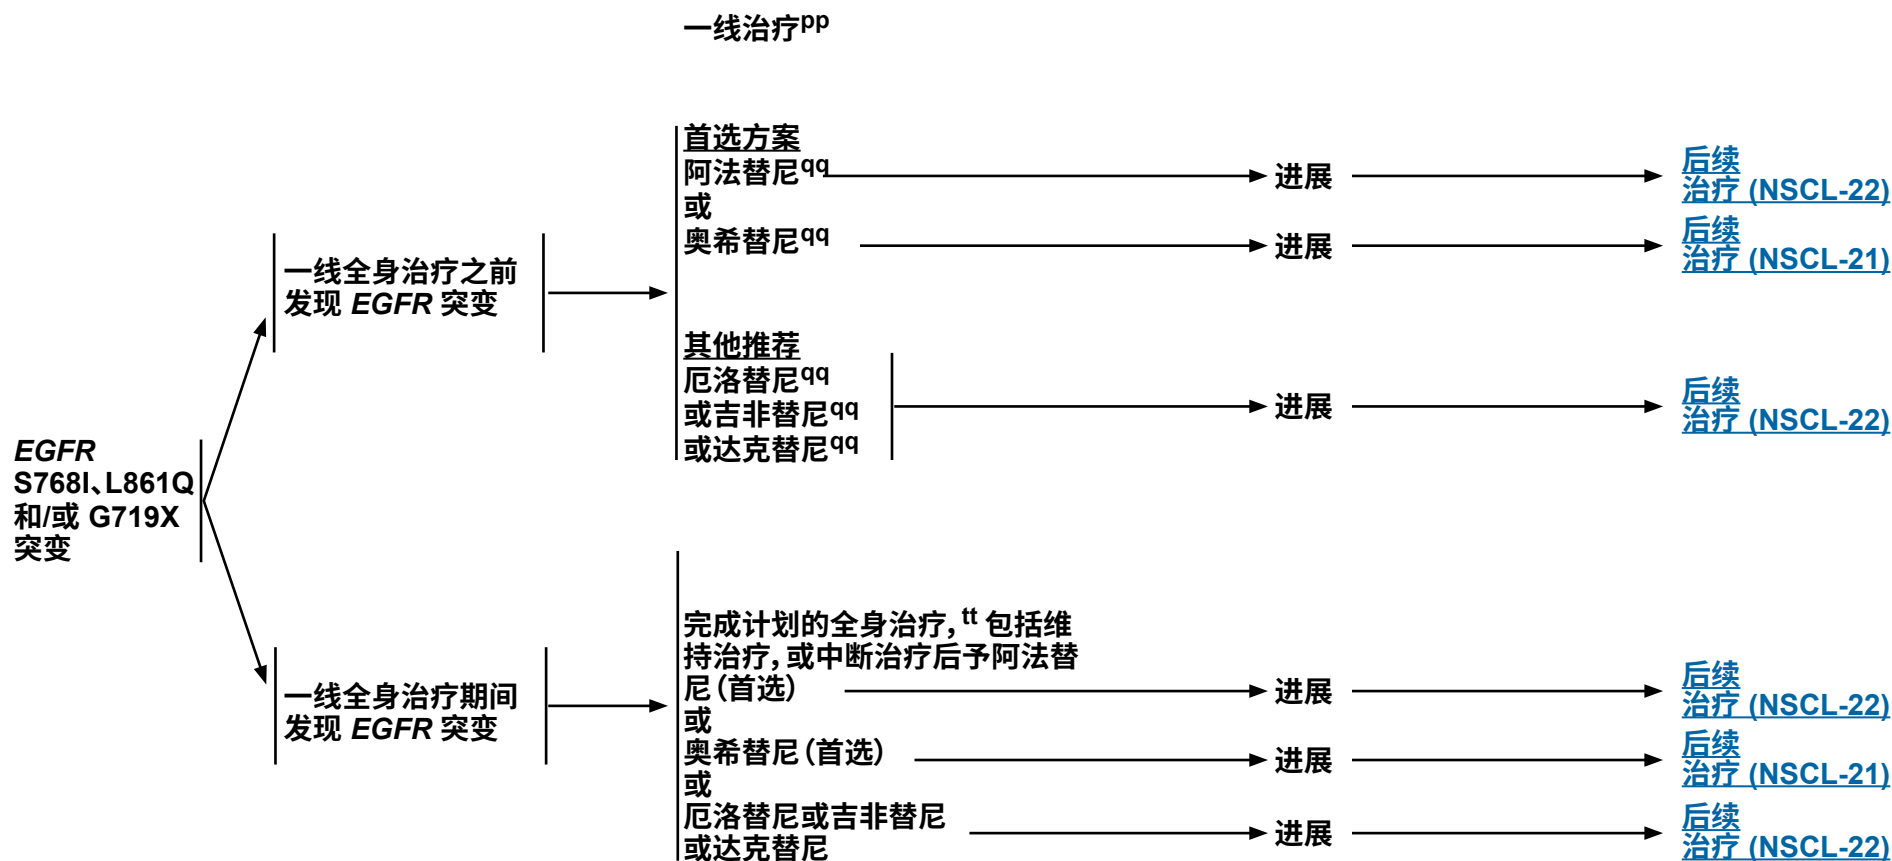 一线治疗pp
首选方案
阿法替尼qq
或
奥希替尼qq
进展
后续
治疗 (NSCL-22)
进展
后续
治疗 (NSCL-21)
一线全身治疗之前
发现 EGFR 突变
其他推荐
厄洛替尼qq
或吉非替尼qq
或达克替尼qq
进展
后续
治疗 (NSCL-22)
EGFR
S768I、L861Q
和/或 G719X
突变
一线全身治疗期间
发现 EGFR 突变
完成计划的全身治疗，tt 包括维
持治疗，或中断治疗后予阿法替
尼（首选）
或
奥希替尼（首选）
或
厄洛替尼或吉非替尼
或达克替尼
进展
后续
治疗 (NSCL-22)
进展
后续
治疗 (NSCL-21)
进展
后续
治疗 (NSCL-22)